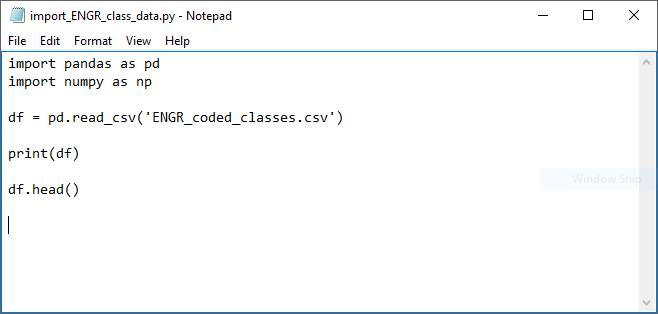 import_ENGR_class_data.py - Notepad
File Edit Format View Help
import pandas as pd
import numpy as np
df = pd.read_csv('ENGR_coded_classes.csv')
print(df)
Window Snip
df.head()